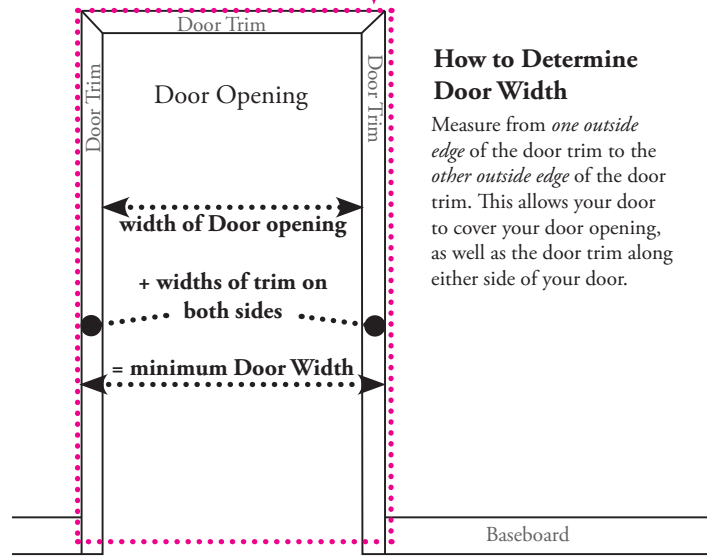 Door Trim
Door Trim
Door Trim
Door Opening
width of Door opening
+ widths of trim on
both sides
= minimum Door Width
How to Determine
Door Width
Measure from one outside
edge of the door trim to the
other outside edge of the door
trim. This allows your door
to cover your door opening,
as well as the door trim along
either side of your door.
Baseboard